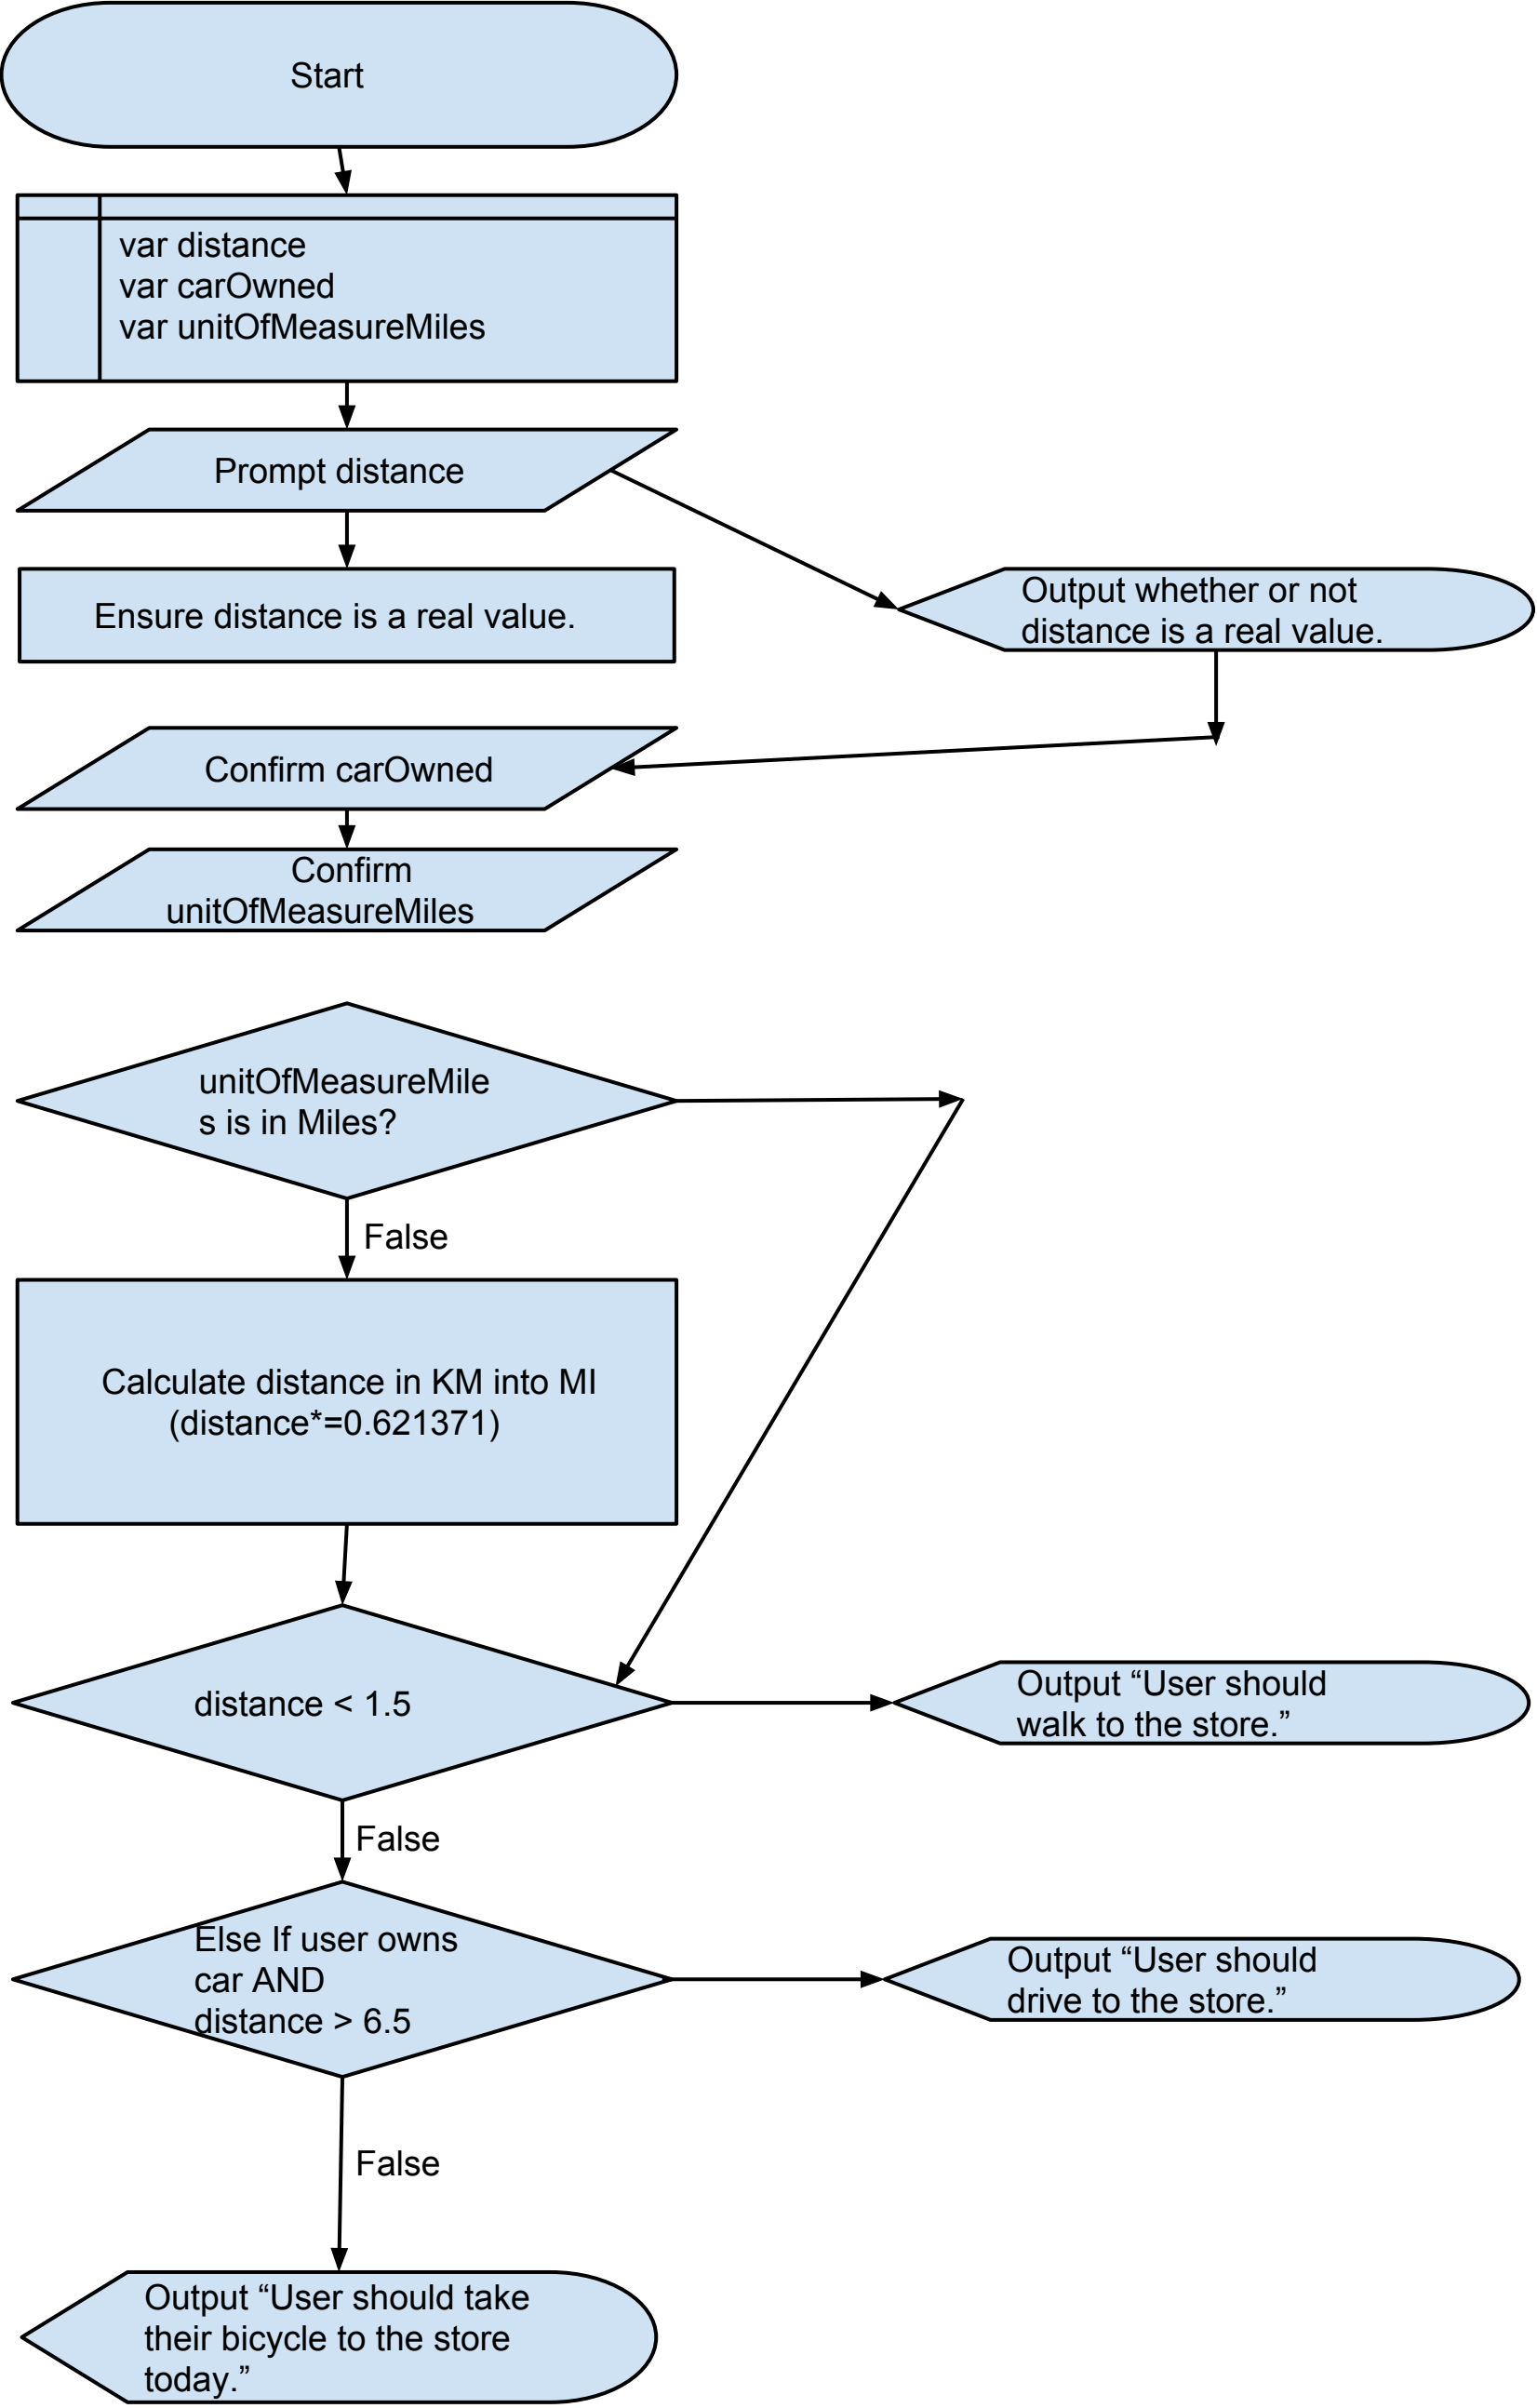 Start
var distance
var carOwned
var unitOfMeasureMiles
Prompt distance
Ensure distance is a real value.
Output whether or not
distance is a real value.
Confirm carOwned
Confirm
unitOfMeasureMiles
unitOfMeasureMile
s is in Miles?
False
Calculate distance in KM into MI
(distance*=0.621371)
distance < 1.5
Output “User should
walk to the store.”
False
Else If user owns
car AND
distance > 6.5
Output “User should
drive to the store.”
False
Output “User should take
their bicycle to the store
today.”